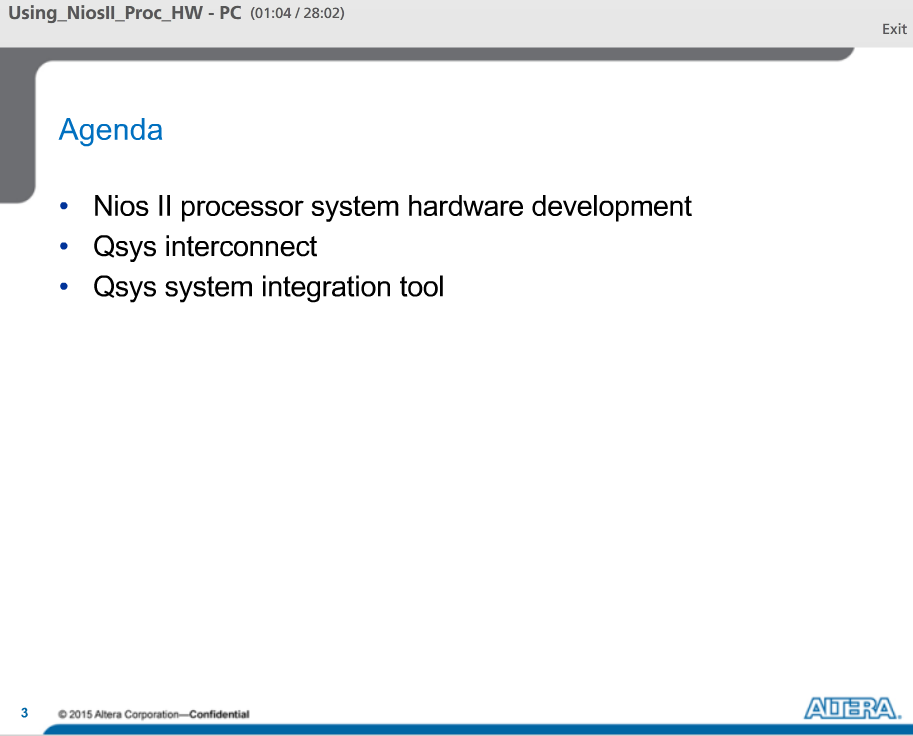 Using_NiosII_Proc_HW - PC (01:04 / 28:02)
Exit
Agenda
• Nios II processor system hardware development
• Qsys interconnect
• Qsys system integration tool
3 © 2015 Altera Corporation—Confidential
ALTERA.